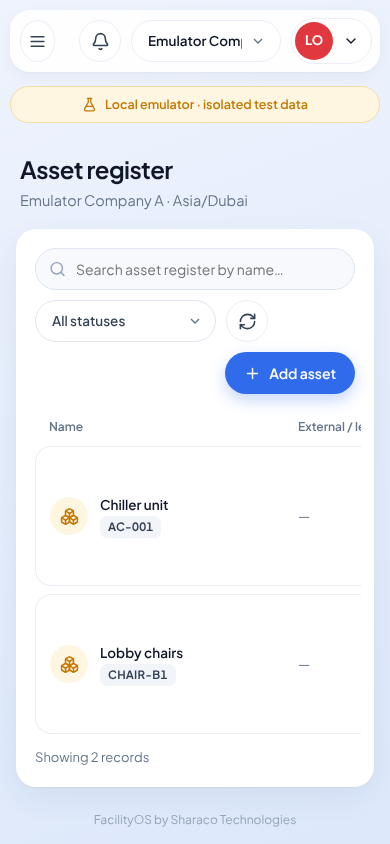 Emulator Comp
LO
Local emulator · isolated test data
Asset register
Emulator Company A · Asia/Dubai
Search asset register by name…
All statuses
Add asset
Name
External / le
Chiller unit
AC-001
—
Lobby chairs
CHAIR-B1
—
Showing 2 records
FacilityOS by Sharaco Technologies